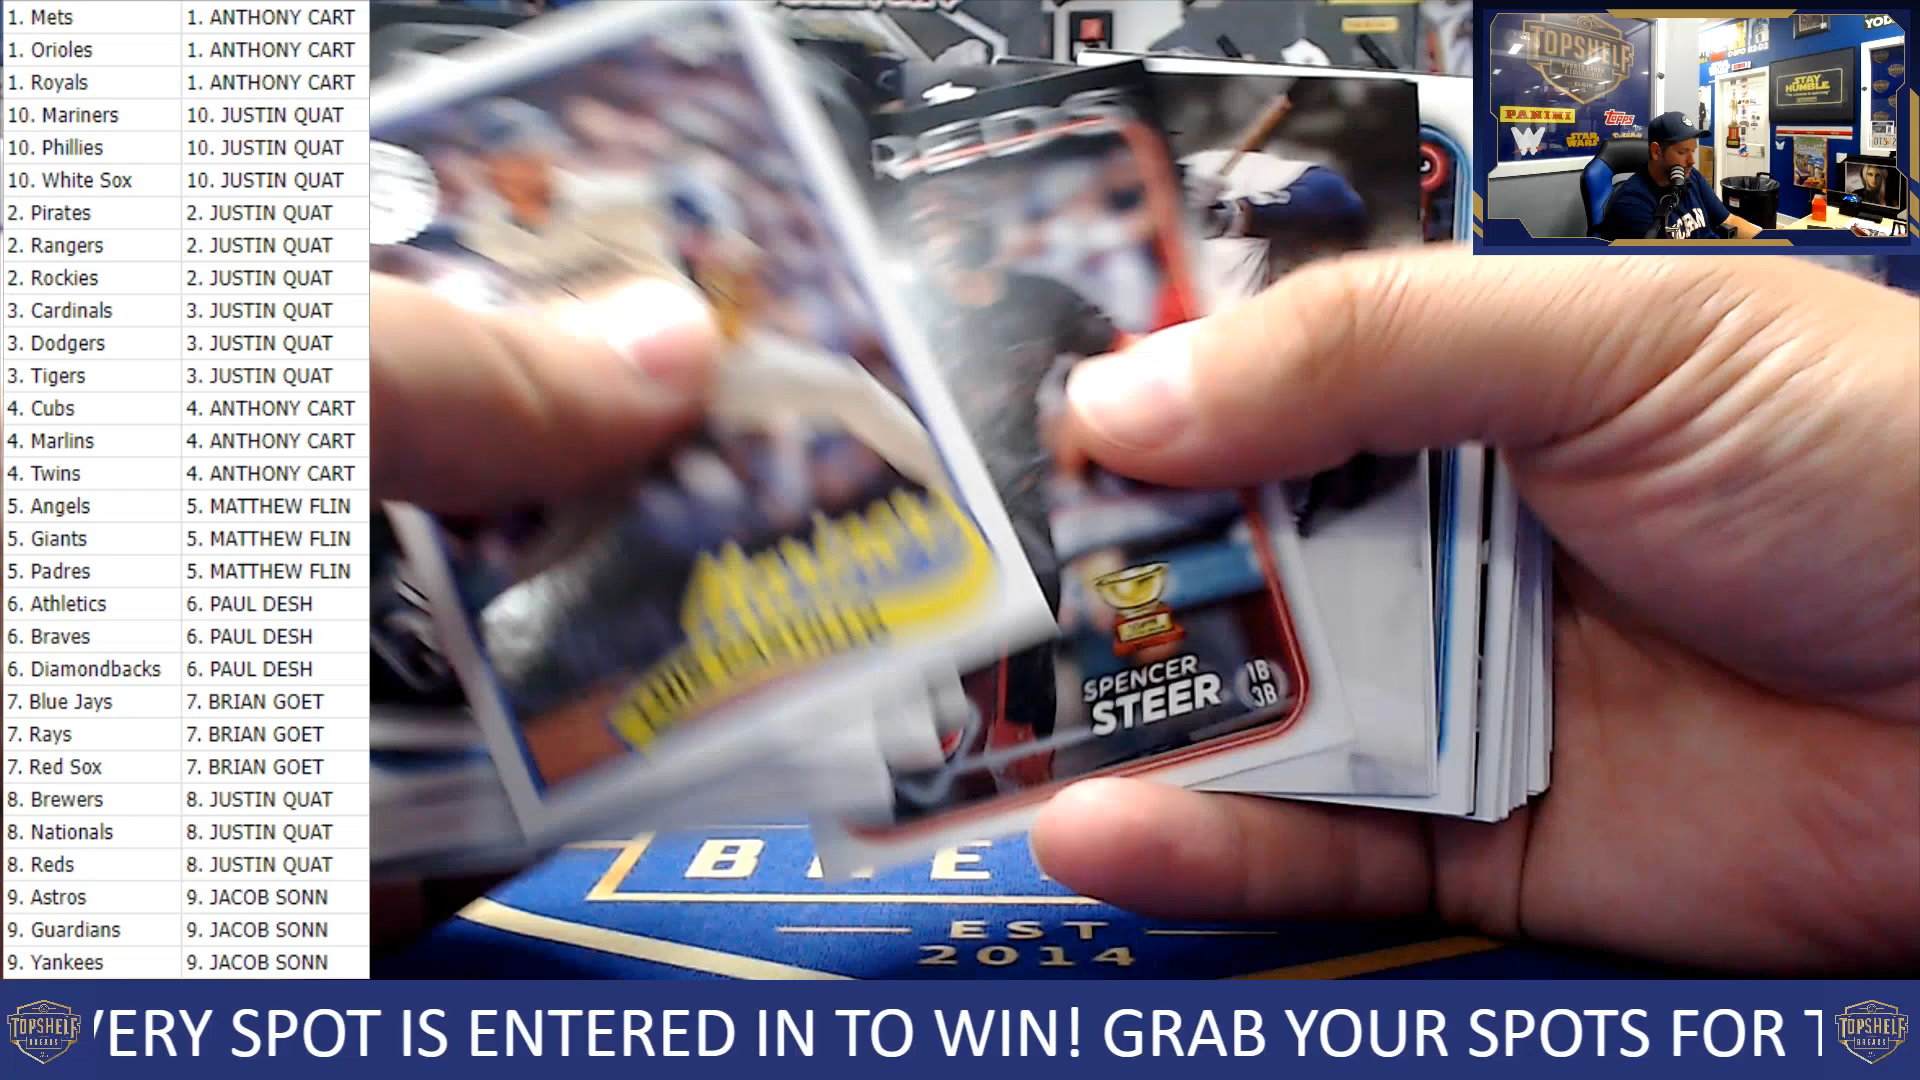 1. Mets 1. ANTHONY CART
1. Orioles 1. ANTHONY CART
1. Royals 1. ANTHONY CART
10. Mariners 10. JUSTIN QUAT
10. Phillies 10. JUSTIN QUAT
10. White Sox 10. JUSTIN QUAT
2. Pirates 2. JUSTIN QUAT
2. Rangers 2. JUSTIN QUAT
2. Rockies 2. JUSTIN QUAT
3. Cardinals 3. JUSTIN QUAT
3. Dodgers 3. JUSTIN QUAT
3. Tigers 3. JUSTIN QUAT
4. Cubs 4. ANTHONY CART
4. Marlins 4. ANTHONY CART
4. Twins 4. ANTHONY CART
5. Angels 5. MATTHEW FLIN
5. Giants 5. MATTHEW FLIN
5. Padres 5. MATTHEW FLIN
6. Athletics 6. PAUL DESH
6. Braves 6. PAUL DESH
6. Diamondbacks 6. PAUL DESH
7. Blue Jays 7. BRIAN GOET
7. Rays 7. BRIAN GOET
7. Red Sox 7. BRIAN GOET
8. Brewers 8. JUSTIN QUAT
8. Nationals 8. JUSTIN QUAT
8. Reds 8. JUSTIN QUAT
9. Astros 9. JACOB SONN
9. Guardians 9. JACOB SONN
9. Yankees 9. JACOB SONN
REDS
SPENCER
STEER
1B
3B
EST
2014
TOPSHELF
PANINI
Topps
STAR
WARS
STAY
HUMBLE
TOPSHELF
BREAKS
VERY SPOT IS ENTERED IN TO WIN! GRAB YOUR SPOTS FOR T
TOPSHELF
BREAKS